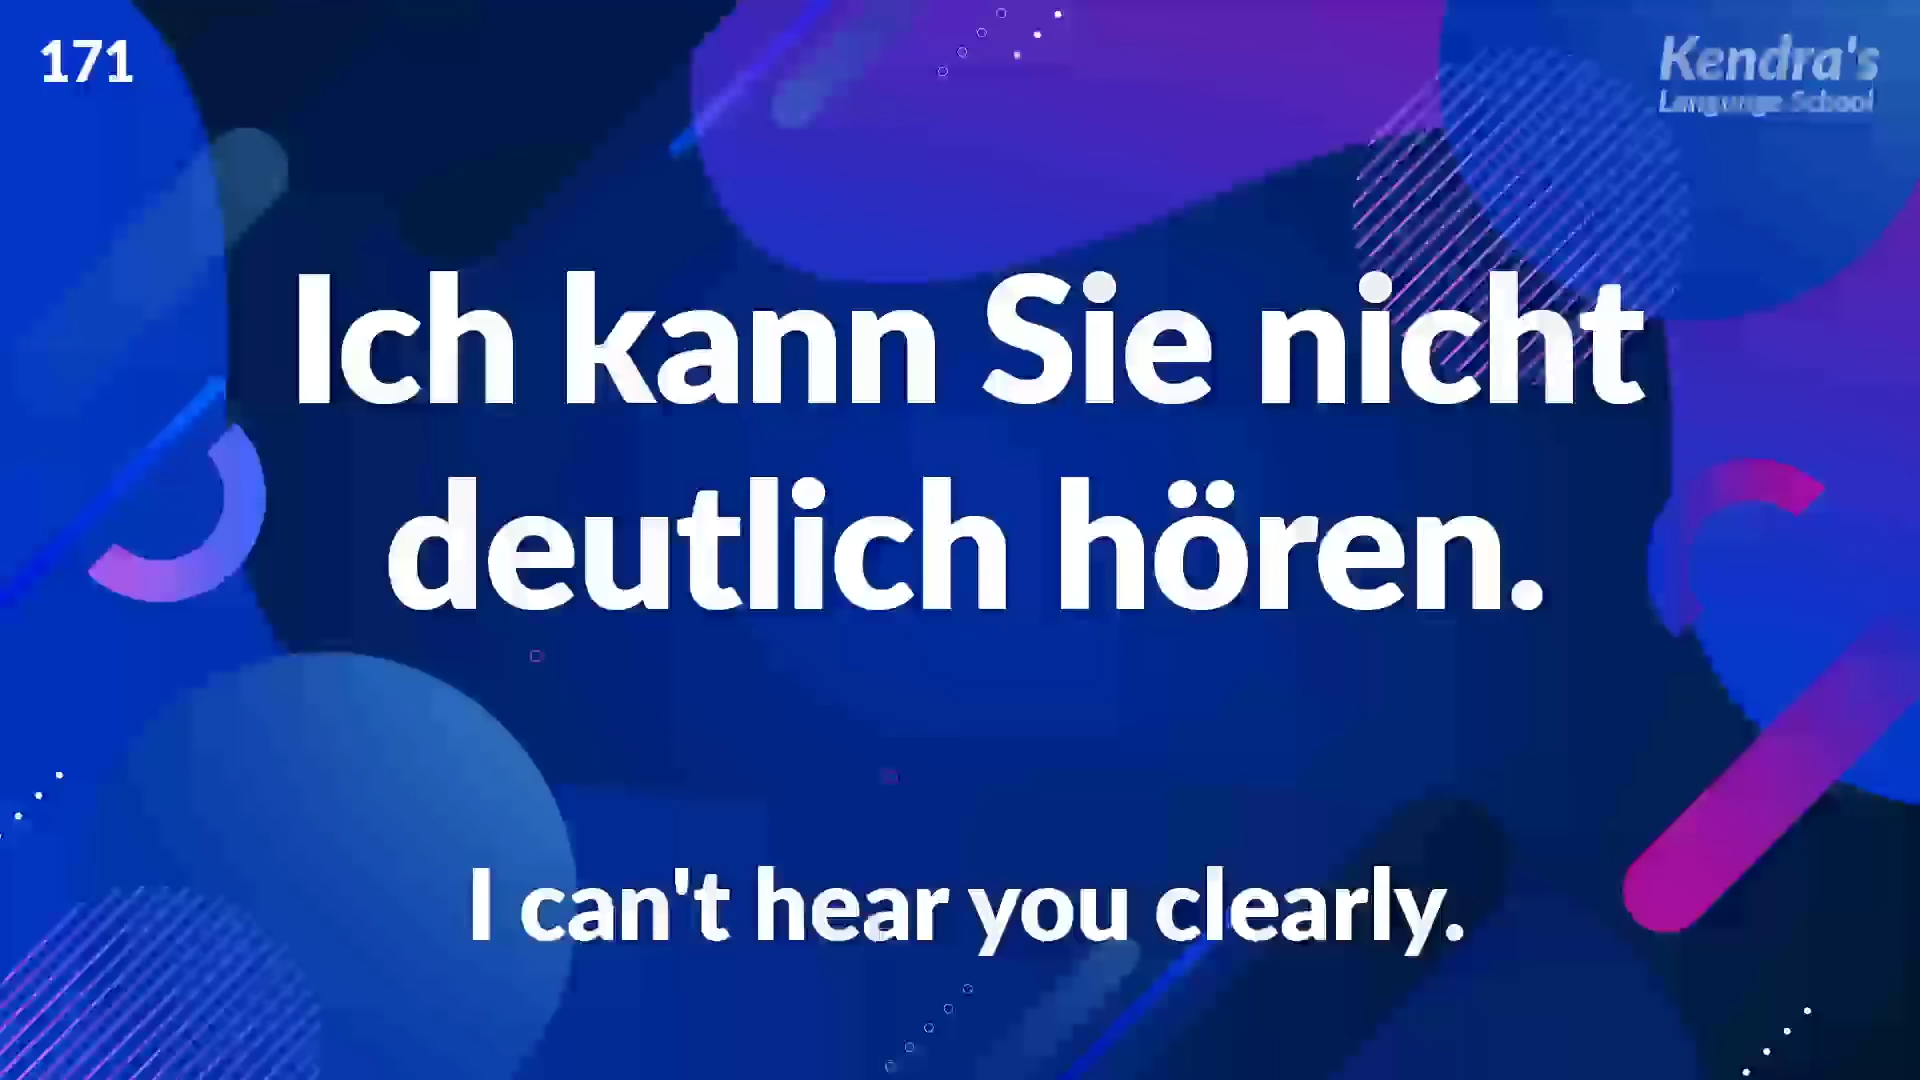 171
Kendra's
Language School
Ich kann Sie nicht
deutlich hören.
I can't hear you clearly.